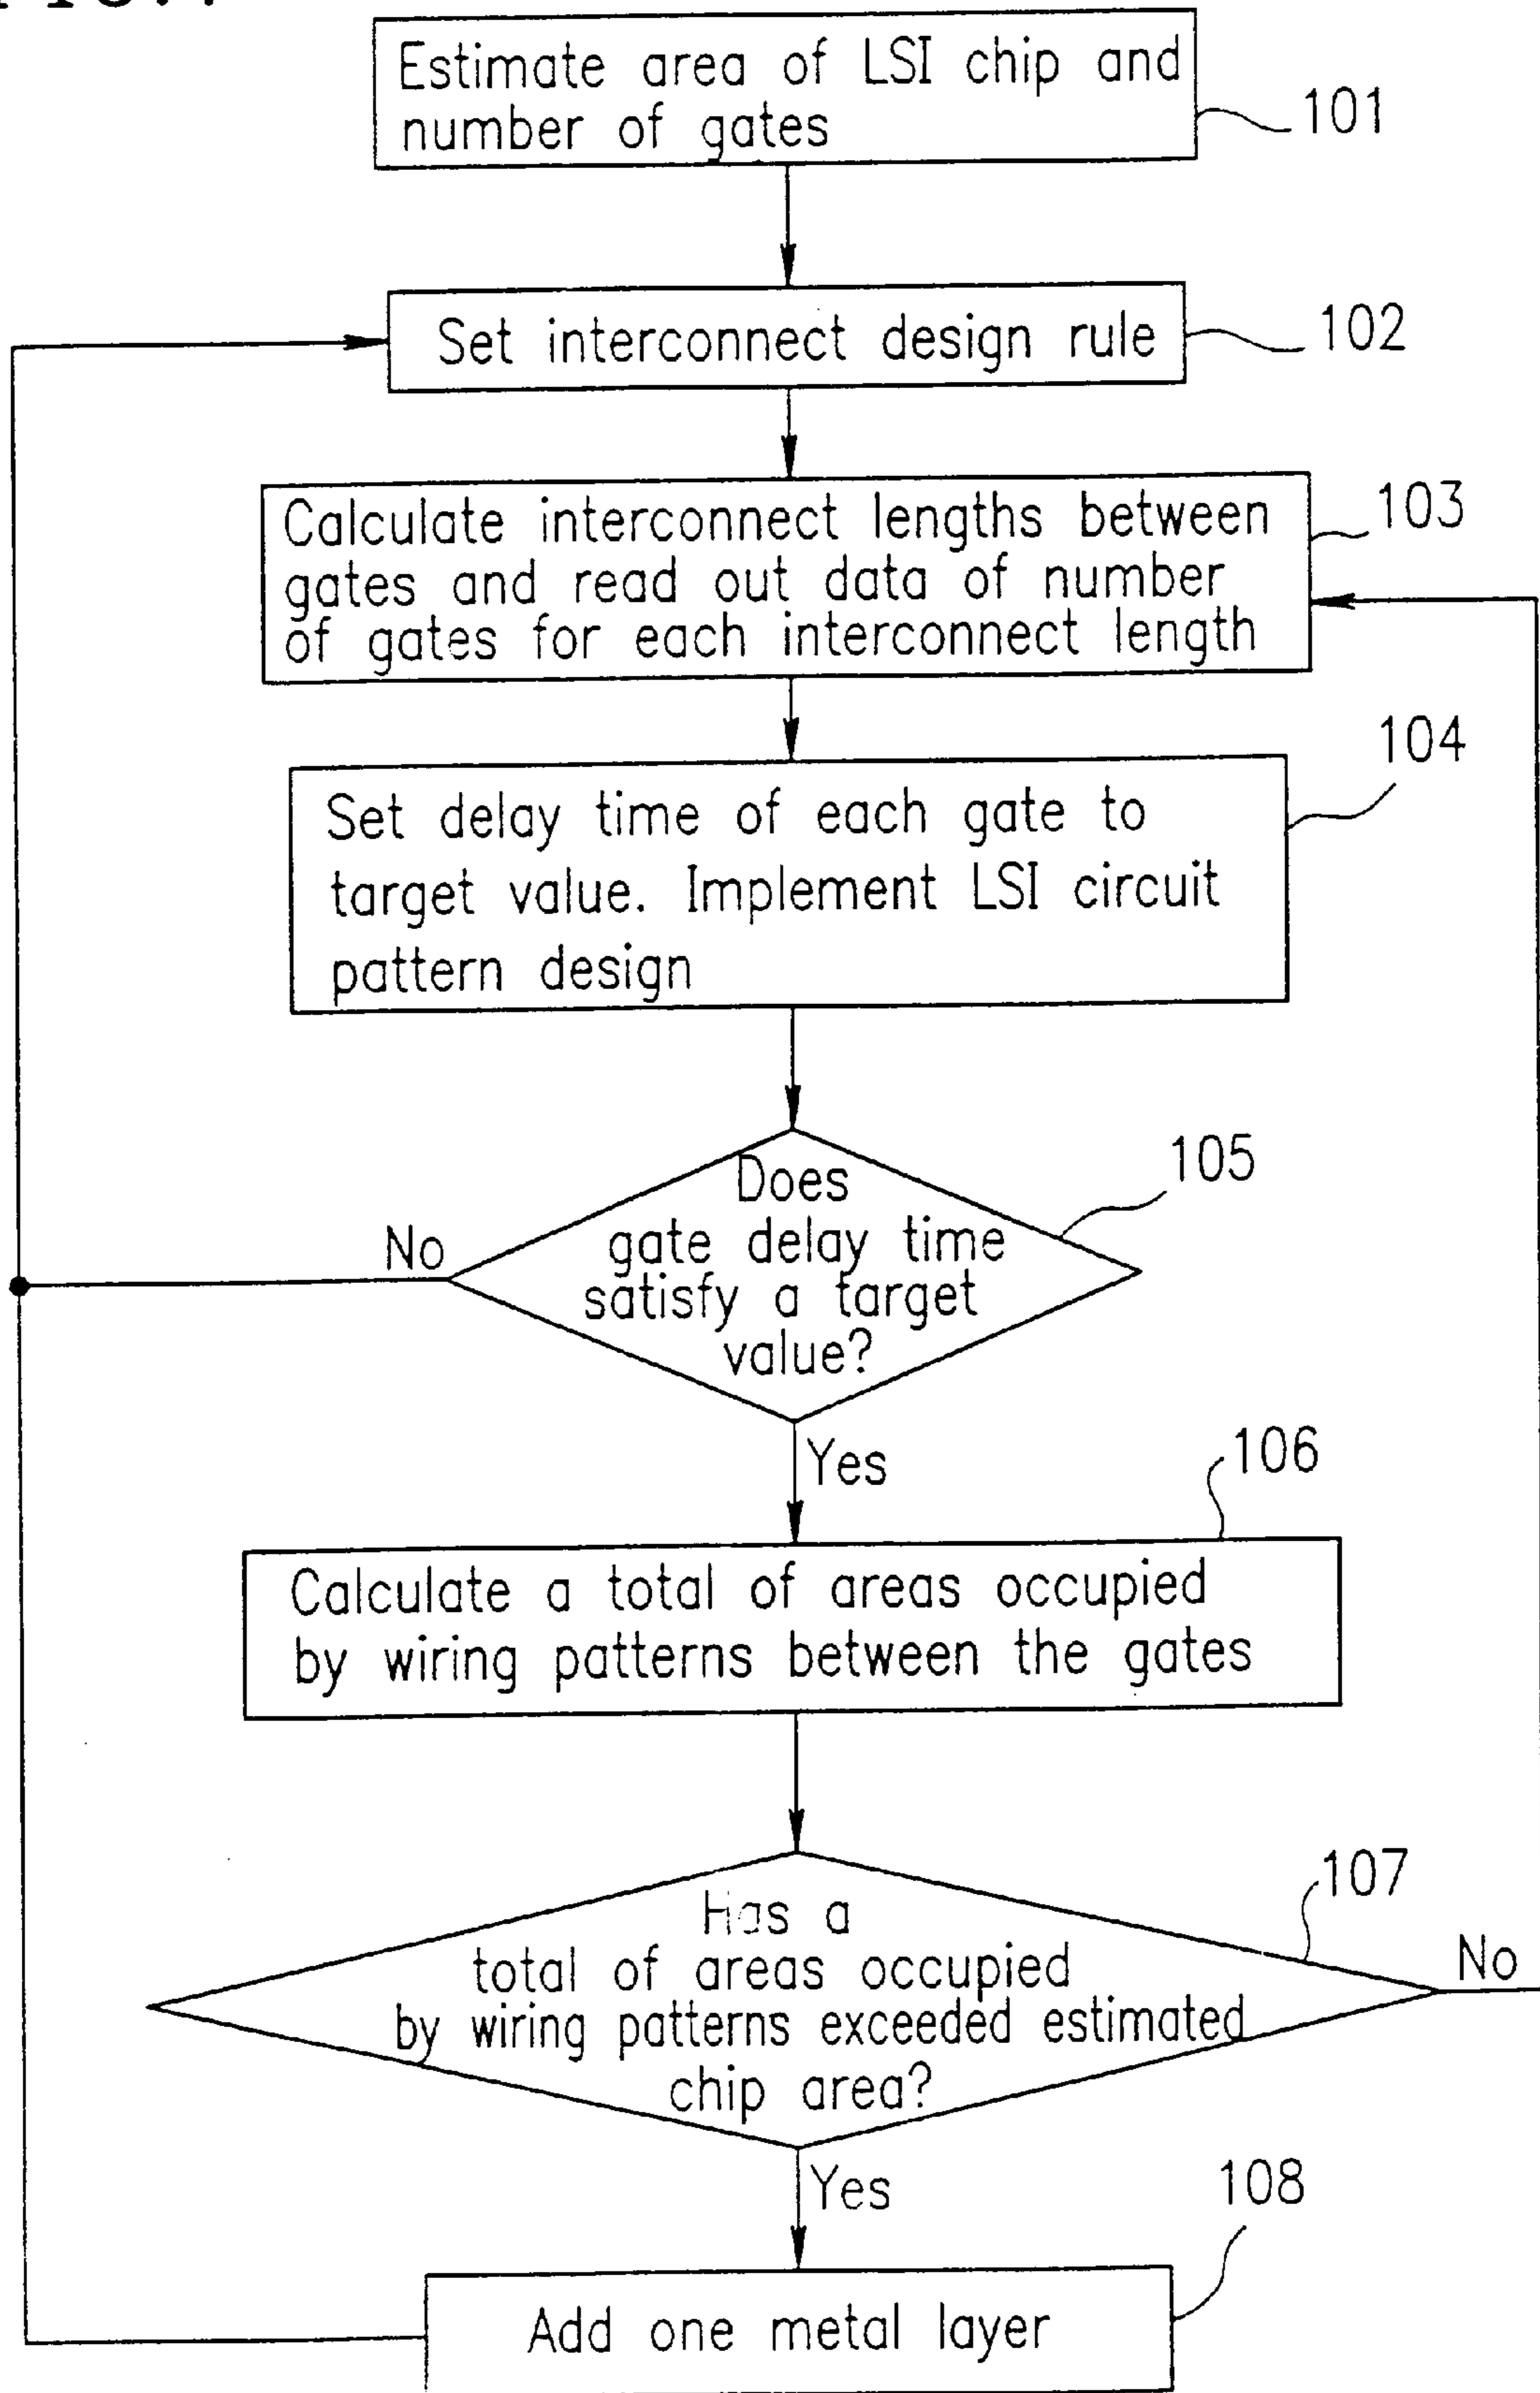 Estimate area of LSI chip and
number of gates
101
Set interconnect design rule
102
Calculate interconnect lengths between
gates and read out data of number
of gates for each interconnect length
103
Set delay time of each gate to
target value. Implement LSI circuit
pattern design
104
Does
gate delay time
satisfy a target
value?
105
No
Yes
106
Calculate a total of areas occupied
by wiring patterns between the gates
Has a
total of areas occupied
by wiring patterns exceeded estimated
chip area?
107
No
Yes
108
Add one metal layer